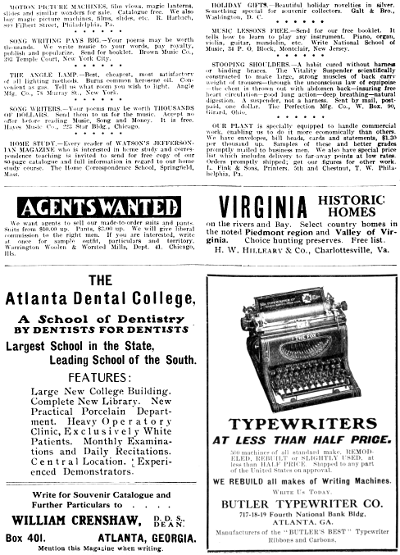 MOTION PICTURE MACHINES, film views, magic lanterns,
slides and similar wonders for sale. Catalogue free. We also
buy magic picture machines, films, slides, etc. R. Harbach,
Filbert Street, Philadelphia, Pa.
SONG WRITING PAYS BIG.—Your poems may be worth
thousands. We write music to your words, pay royalty,
publish and popularize. Send for booklet. Music Co.,
Temple Court, New York City.
THE ANGLE LAMP—Best, cheapest, most satisfactory
of all lighting methods. Burns common kerosene oil. Con-
venient as gas. Tell us what room you wish to light. Angle
Mfg. Co., 78 Murray St., New York.
SONG WRITERS.—Your poems may be worth THOUSANDS
OF DOLLARS. Send them to us for the music. Accept no
offer before reading Music, Song and Money. It is free.
Hayes Music Co., 225 Star Bldg., Chicago.
HOME STUDY.—Every reader of WATSON'S JEFFERSON-
IAN MAGAZINE who is interested in home study and corres-
pondence teaching is invited to send for free copy of our
80-page catalogue and full information in regard to our home
study course. The Home Correspondence School, Springfield,
Mass.
AGENTS WANTED
We want agents to sell our made-to-order suits and pants.
Suits from $10.00 up. Pants, $3.00 up. We will give liberal
commission to the right men. If you are interested, write
at once for sample outfit, particulars and territory.
Warrington Woolen & Worsted Mills, Dept. Chicago,
Ills.
THE
Atlanta Dental College,
A School of Dentistry
BY DENTISTS FOR DENTISTS
Largest School in the State,
Leading School of the South.
FEATURES:
Large New College Building.
Complete New Library. New
Practical Porcelain Depart-
ment. Heavy Operatory
Clinic, Exclusively White
Patients. Monthly Examina-
tions and Daily Recitations.
Central Location. Experi-
enced Demonstrators.
Write for Souvenir Catalogue and
Further Particulars to
WILLIAM CRENSHAW, D. D. S. DEAN.
Box 401. ATLANTA, GEORGIA.
Mention this Magazine when writing.
HOLIDAY GIFTS.—Beautiful holiday novelties in silver.
Something special for souvenir collectors. Galt & Bro.,
Washington, D. C.
MUSIC LESSONS FREE.—Send for our free booklet. It
tells how to learn to play any instrument. Piano, organ,
violin, guitar, mandolin, etc. Write National School of
Music, 54 P. O. Block, Montclair, New Jersey.
STOOPING SHOULDERS.—A habit cured without harness
or binding braces. Our Vitality Suspender scientifically
constructed to make large, strong muscles of back carry
weight of trousers—through the unconscious law of equipoise
—the chest is thrown out with abdomen back—insuring free
heart circulation—good lung action—deep breathing—natural
digestion. A suspender, not a harness. Sent by mail, post-
paid, one dollar. The Perfection Mfg. Co., W. Box, 90,
Girard, Ohio.
OUR PLANT is specially equipped to handle commercial
work, enabling us to do it more economically than others.
We have envelopes, bill heads, cards and statements, $1.30
per thousand up. Samples of these and better grades
promptly mailed to business men. We also have special price
list which includes delivery to far away points at low rates.
Orders promptly shipped; get our figures for other work.
Fink & Sons, Printers, 5th and Chestnut, T. W. Phila-
delphia, Pa.
VIRGINIA HISTORIC HOMES
on the rivers and Bay. Select country homes in
the noted Piedmont region and Valley of Vir-
ginia. Choice hunting preserves. Free list.
H. W. HILLEARY & CO., Charlottesville, Va.
TYPEWRITERS
AT LESS THAN HALF PRICE.
500 machines of all standard make, REMOD-
ELED, REBUILT or SLIGHTLY USED, at
less than HALF PRICE. Shipped to any part
of the United States on approval.
WE REBUILD all makes of Writing Machines.
WRITE US TODAY.
BUTLER TYPEWRITER CO.
717-18-19 Fourth National Bank Bldg.
ATLANTA, GA.
Manufacturers of the "BUTLER'S BEST" Typewriter
Ribbons and Carbons.